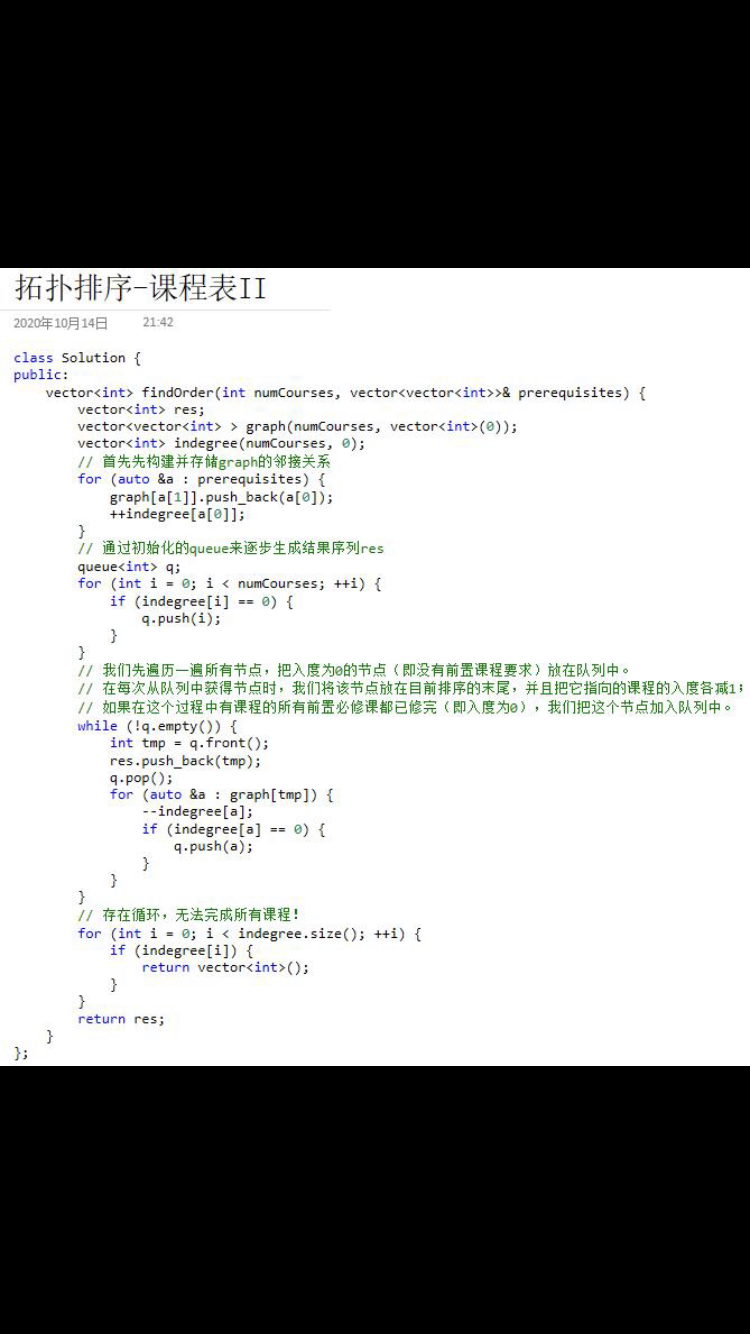 拓扑排序-课程表II
2020年10月14日 21:42
class Solution {
public:
    vector<int> findOrder(int numCourses, vector<vector<int>>& prerequisites) {
        vector<int> res;
        vector<vector<int> > graph(numCourses, vector<int>(0));
        vector<int> indegree(numCourses, 0);
        // 首先先构建并存储graph的邻接关系
        for (auto &a : prerequisites) {
            graph[a[1]].push_back(a[0]);
            ++indegree[a[0]];
        }
        // 通过初始化的queue来逐步生成结果序列res
        queue<int> q;
        for (int i = 0; i < numCourses; ++i) {
            if (indegree[i] == 0) {
                q.push(i);
            }
        }
        // 我们先遍历一遍所有节点，把入度为0的节点（即没有前置课程要求）放在队列中。
        // 在每次从队列中获得节点时，我们将该节点放在目前排序的末尾，并且把它指向的课程的入度各减1；
        // 如果在这个过程中有课程的所有前置必修课都已修完（即入度为0），我们把这个节点加入队列中。
        while (!q.empty()) {
            int tmp = q.front();
            res.push_back(tmp);
            q.pop();
            for (auto &a : graph[tmp]) {
                --indegree[a];
                if (indegree[a] == 0) {
                    q.push(a);
                }
            }
        }
        // 存在循环，无法完成所有课程！
        for (int i = 0; i < indegree.size(); ++i) {
            if (indegree[i]) {
                return vector<int>();
            }
        }
        return res;
    }
};